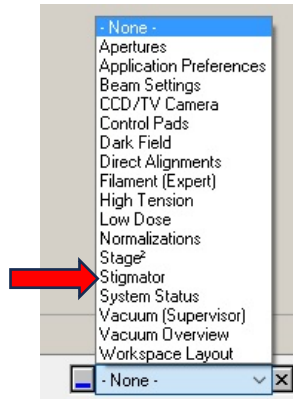 - None -
Apertures
Application Preferences
Beam Settings
CCD/TV Camera
Control Pads
Dark Field
Direct Alignments
Filament (Expert)
High Tension
Low Dose
Normalizations
Stage²
Stigmator
System Status
Vacuum (Supervisor)
Vacuum Overview
Workspace Layout
- None -